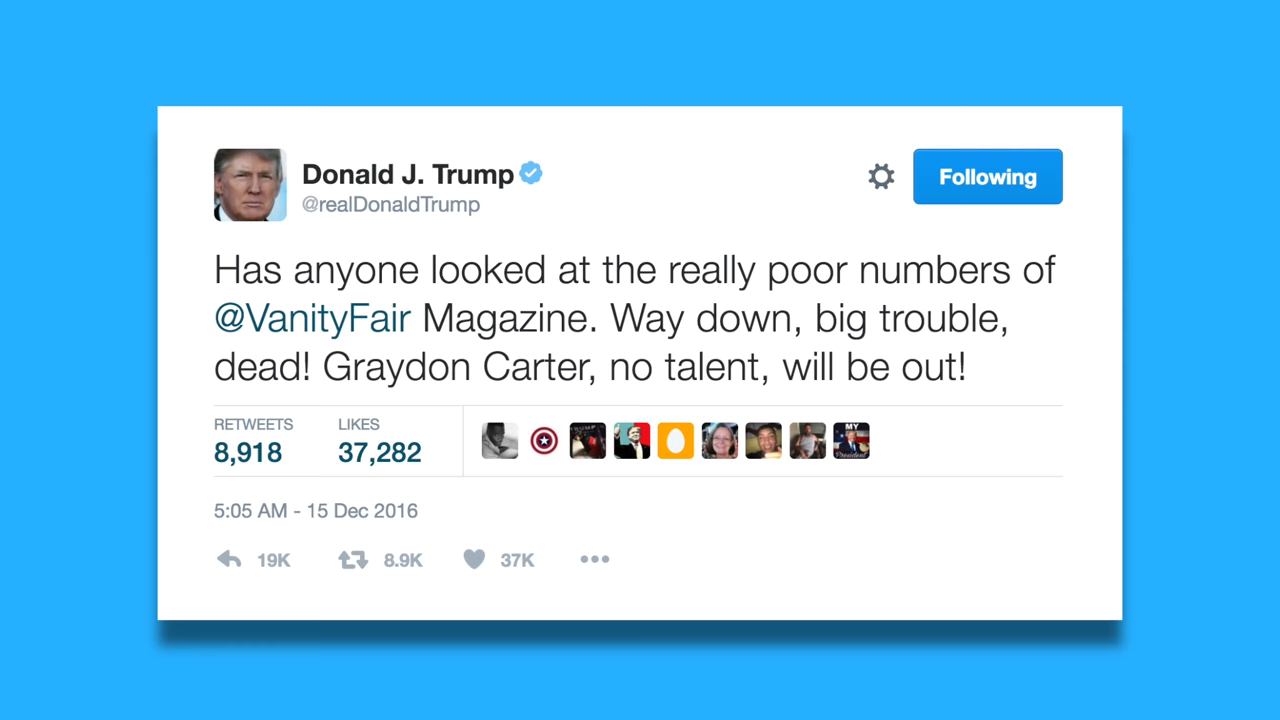 Donald J. Trump
@realDonaldTrump
Following
Has anyone looked at the really poor numbers of
@VanityFair Magazine. Way down, big trouble,
dead! Graydon Carter, no talent, will be out!
RETWEETS LIKES
8,918 37,282
MY
President
5:05 AM - 15 Dec 2016
19K 8.9K 37K